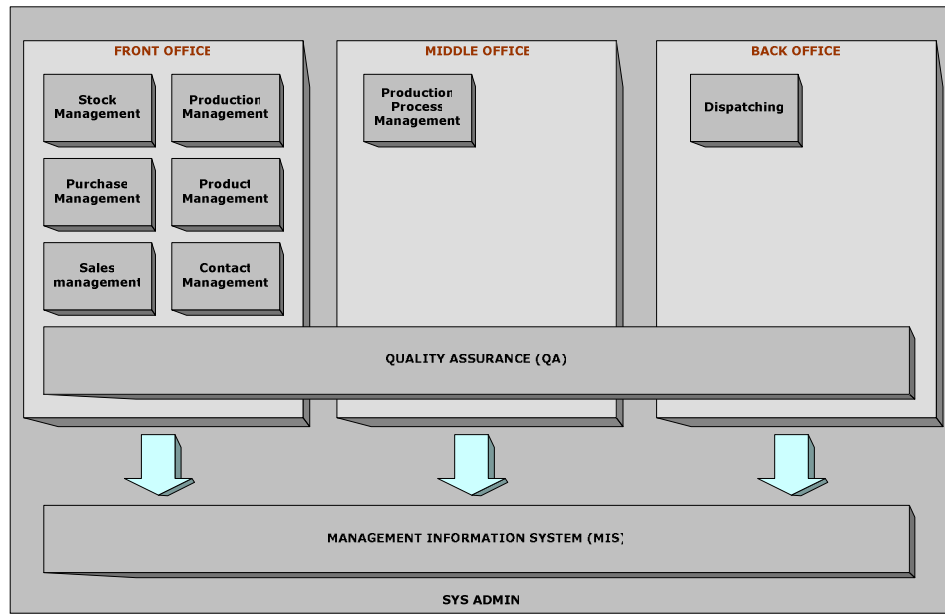 FRONT OFFICE
Stock
Management
Production
Management
Purchase
Management
Product
Management
Sales
management
Contact
Management
MIDDLE OFFICE
Production
Process
Management
BACK OFFICE
Dispatching
QUALITY ASSURANCE (QA)
MANAGEMENT INFORMATION SYSTEM (MIS)
SYS ADMIN